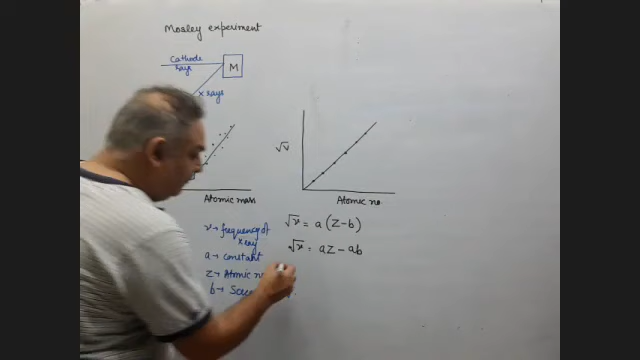 Mosley experiment
Cathode
rays
M
X rays
√ν
Atomic mass
Atomic no
√ν = a (Z-b)
ν → frequency of
X ray
√ν = aZ - ab
a → constant
Z → Atomic no
b →